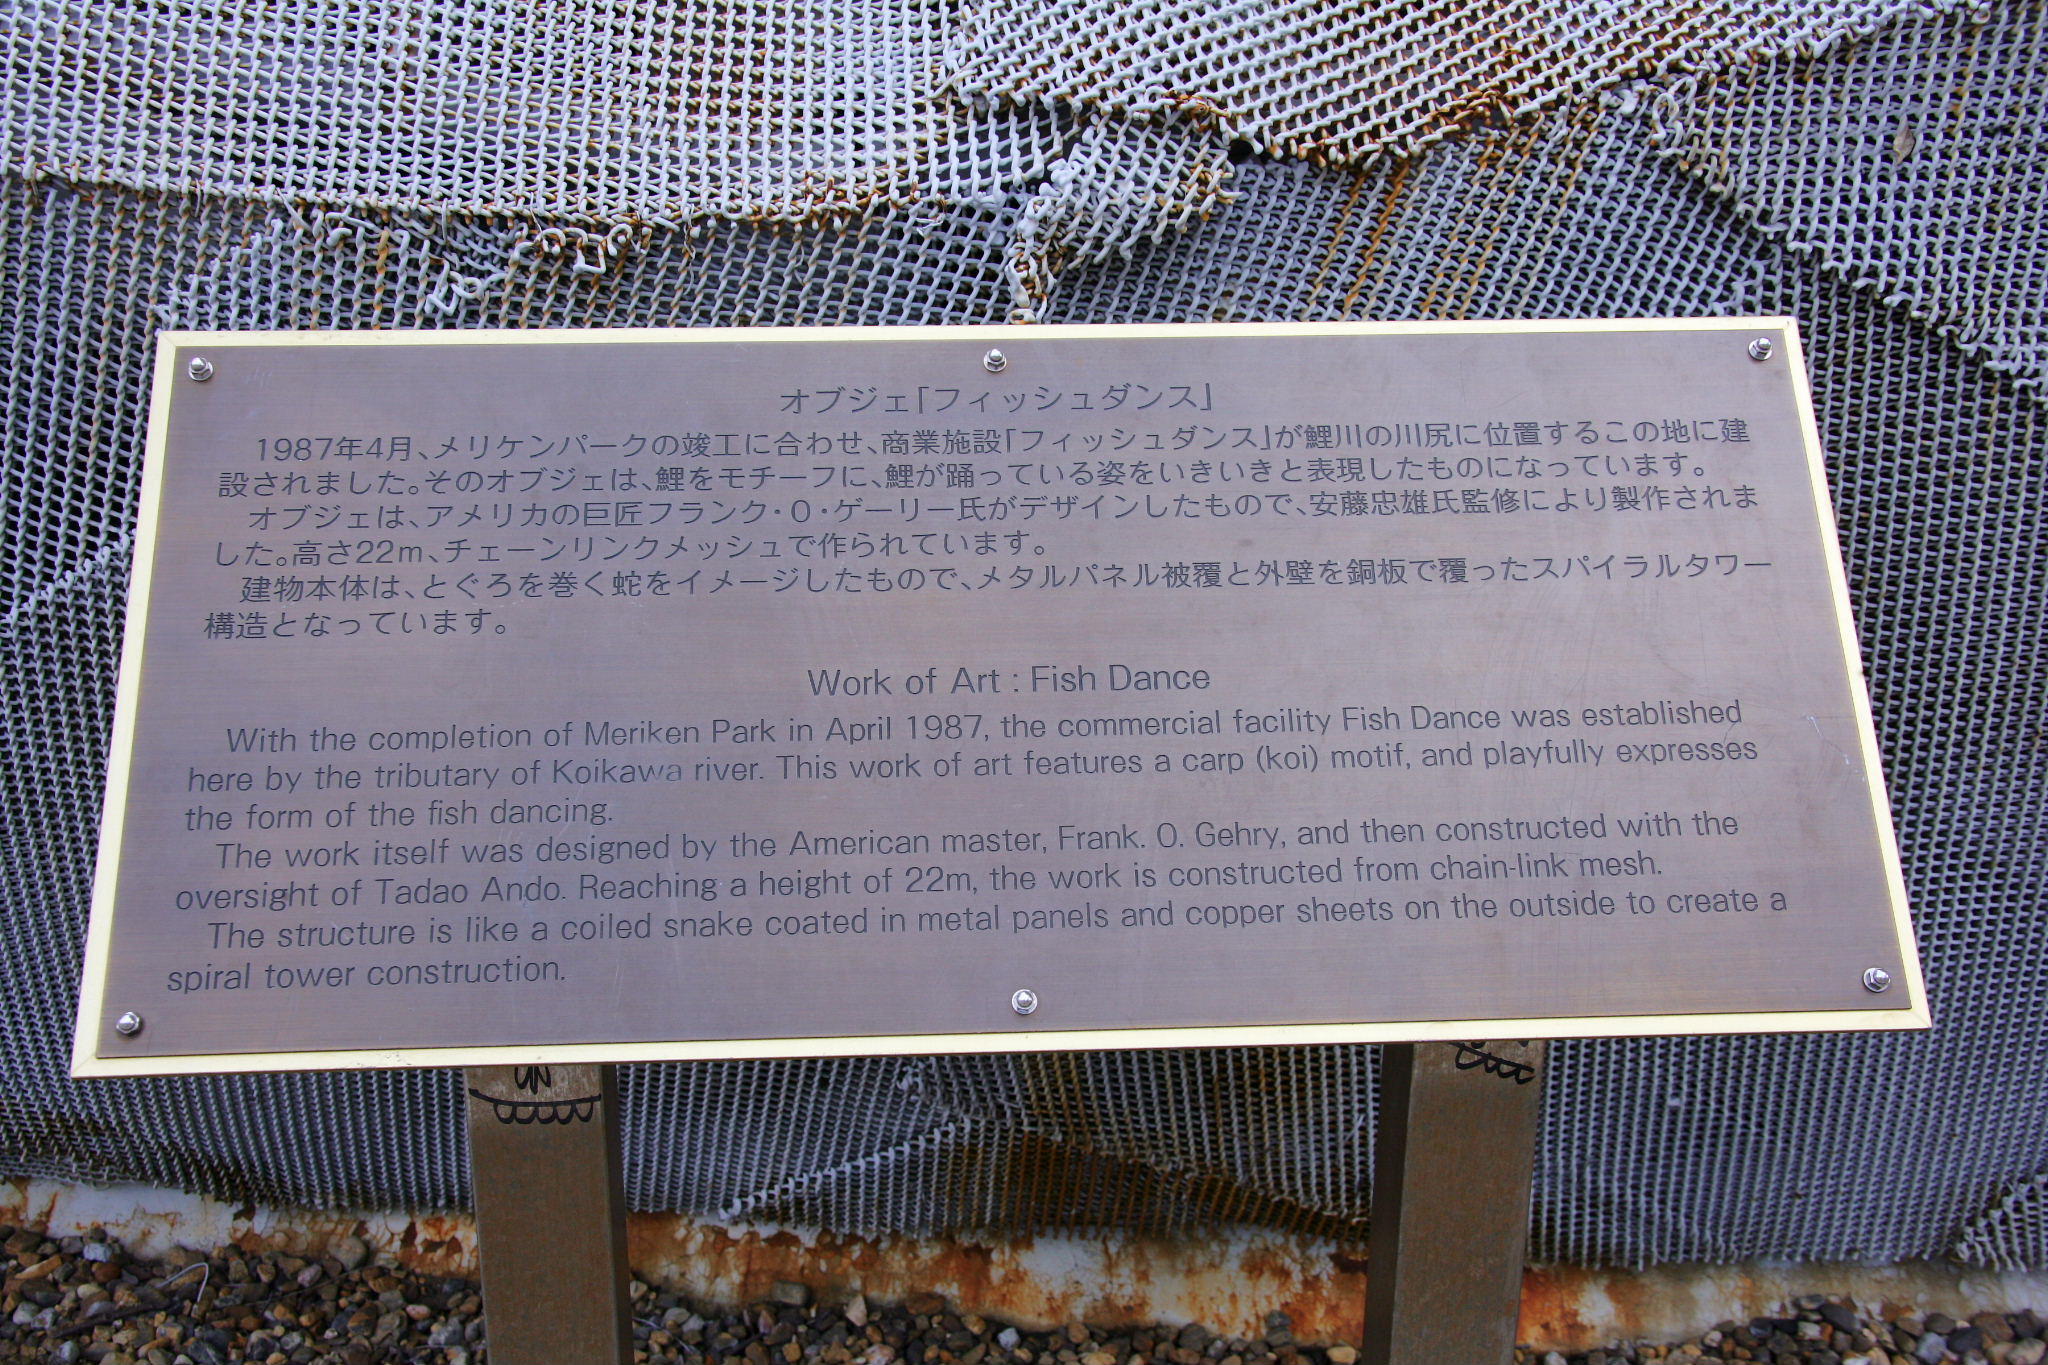 オブジェ「フィッシュダンス」
1987年4月、メリケンパークの竣工に合わせ、商業施設「フィッシュダンス」が鯉川の川尻に位置するこの地に建
設されました。そのオブジェは、鯉をモチーフに、鯉が踊っている姿をいきいきと表現したものになっています。
オブジェは、アメリカの巨匠フランク・O・ゲーリー氏がデザインしたもので、安藤忠雄氏監修により製作されま
した。高さ22m、チェーンリンクメッシュで作られています。
建物本体は、とぐろを巻く蛇をイメージしたもので、メタルパネル被覆と外壁を銅板で覆ったスパイラルタワー
構造となっています。
Work of Art : Fish Dance
With the completion of Meriken Park in April 1987, the commercial facility Fish Dance was established
here by the tributary of Koikawa river. This work of art features a carp (koi) motif, and playfully expresses
the form of the fish dancing.
The work itself was designed by the American master, Frank. O. Gehry, and then constructed with the
oversight of Tadao Ando. Reaching a height of 22m, the work is constructed from chain-link mesh.
The structure is like a coiled snake coated in metal panels and copper sheets on the outside to create a
spiral tower construction.